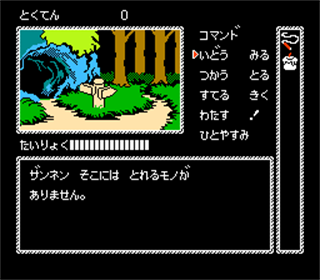 とくてん 0
コマンド
いどう みる
つかう とる
すてる きく
わたす !
ひとやすみ
たいりょく
ザンネン そこには とれるモノが
ありません。